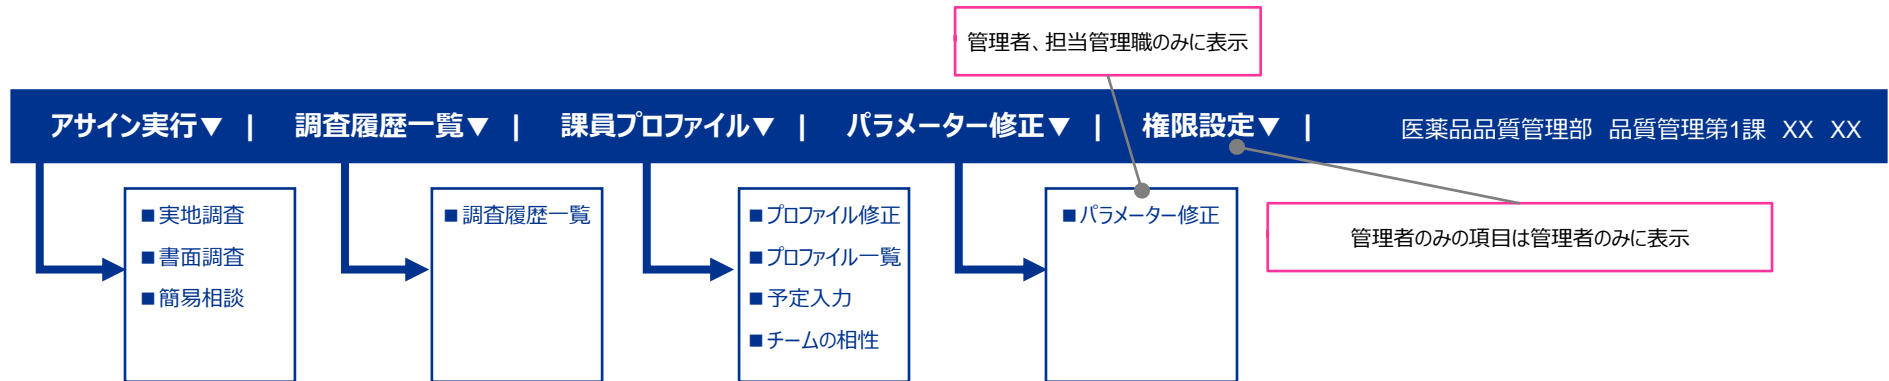 管理者、担当管理職のみに表示
アサイン実行▼ | 調査履歴一覧▼ | 課員プロファイル▼ | パラメーター修正▼ | 権限設定▼ | 医薬品品質管理部 品質管理第1課 XX XX
■実地調査
■書面調査
■簡易相談
■調査履歴一覧
■プロファイル修正
■プロファイル一覧
■予定入力
■チームの相性
■パラメーター修正
管理者のみの項目は管理者のみに表示